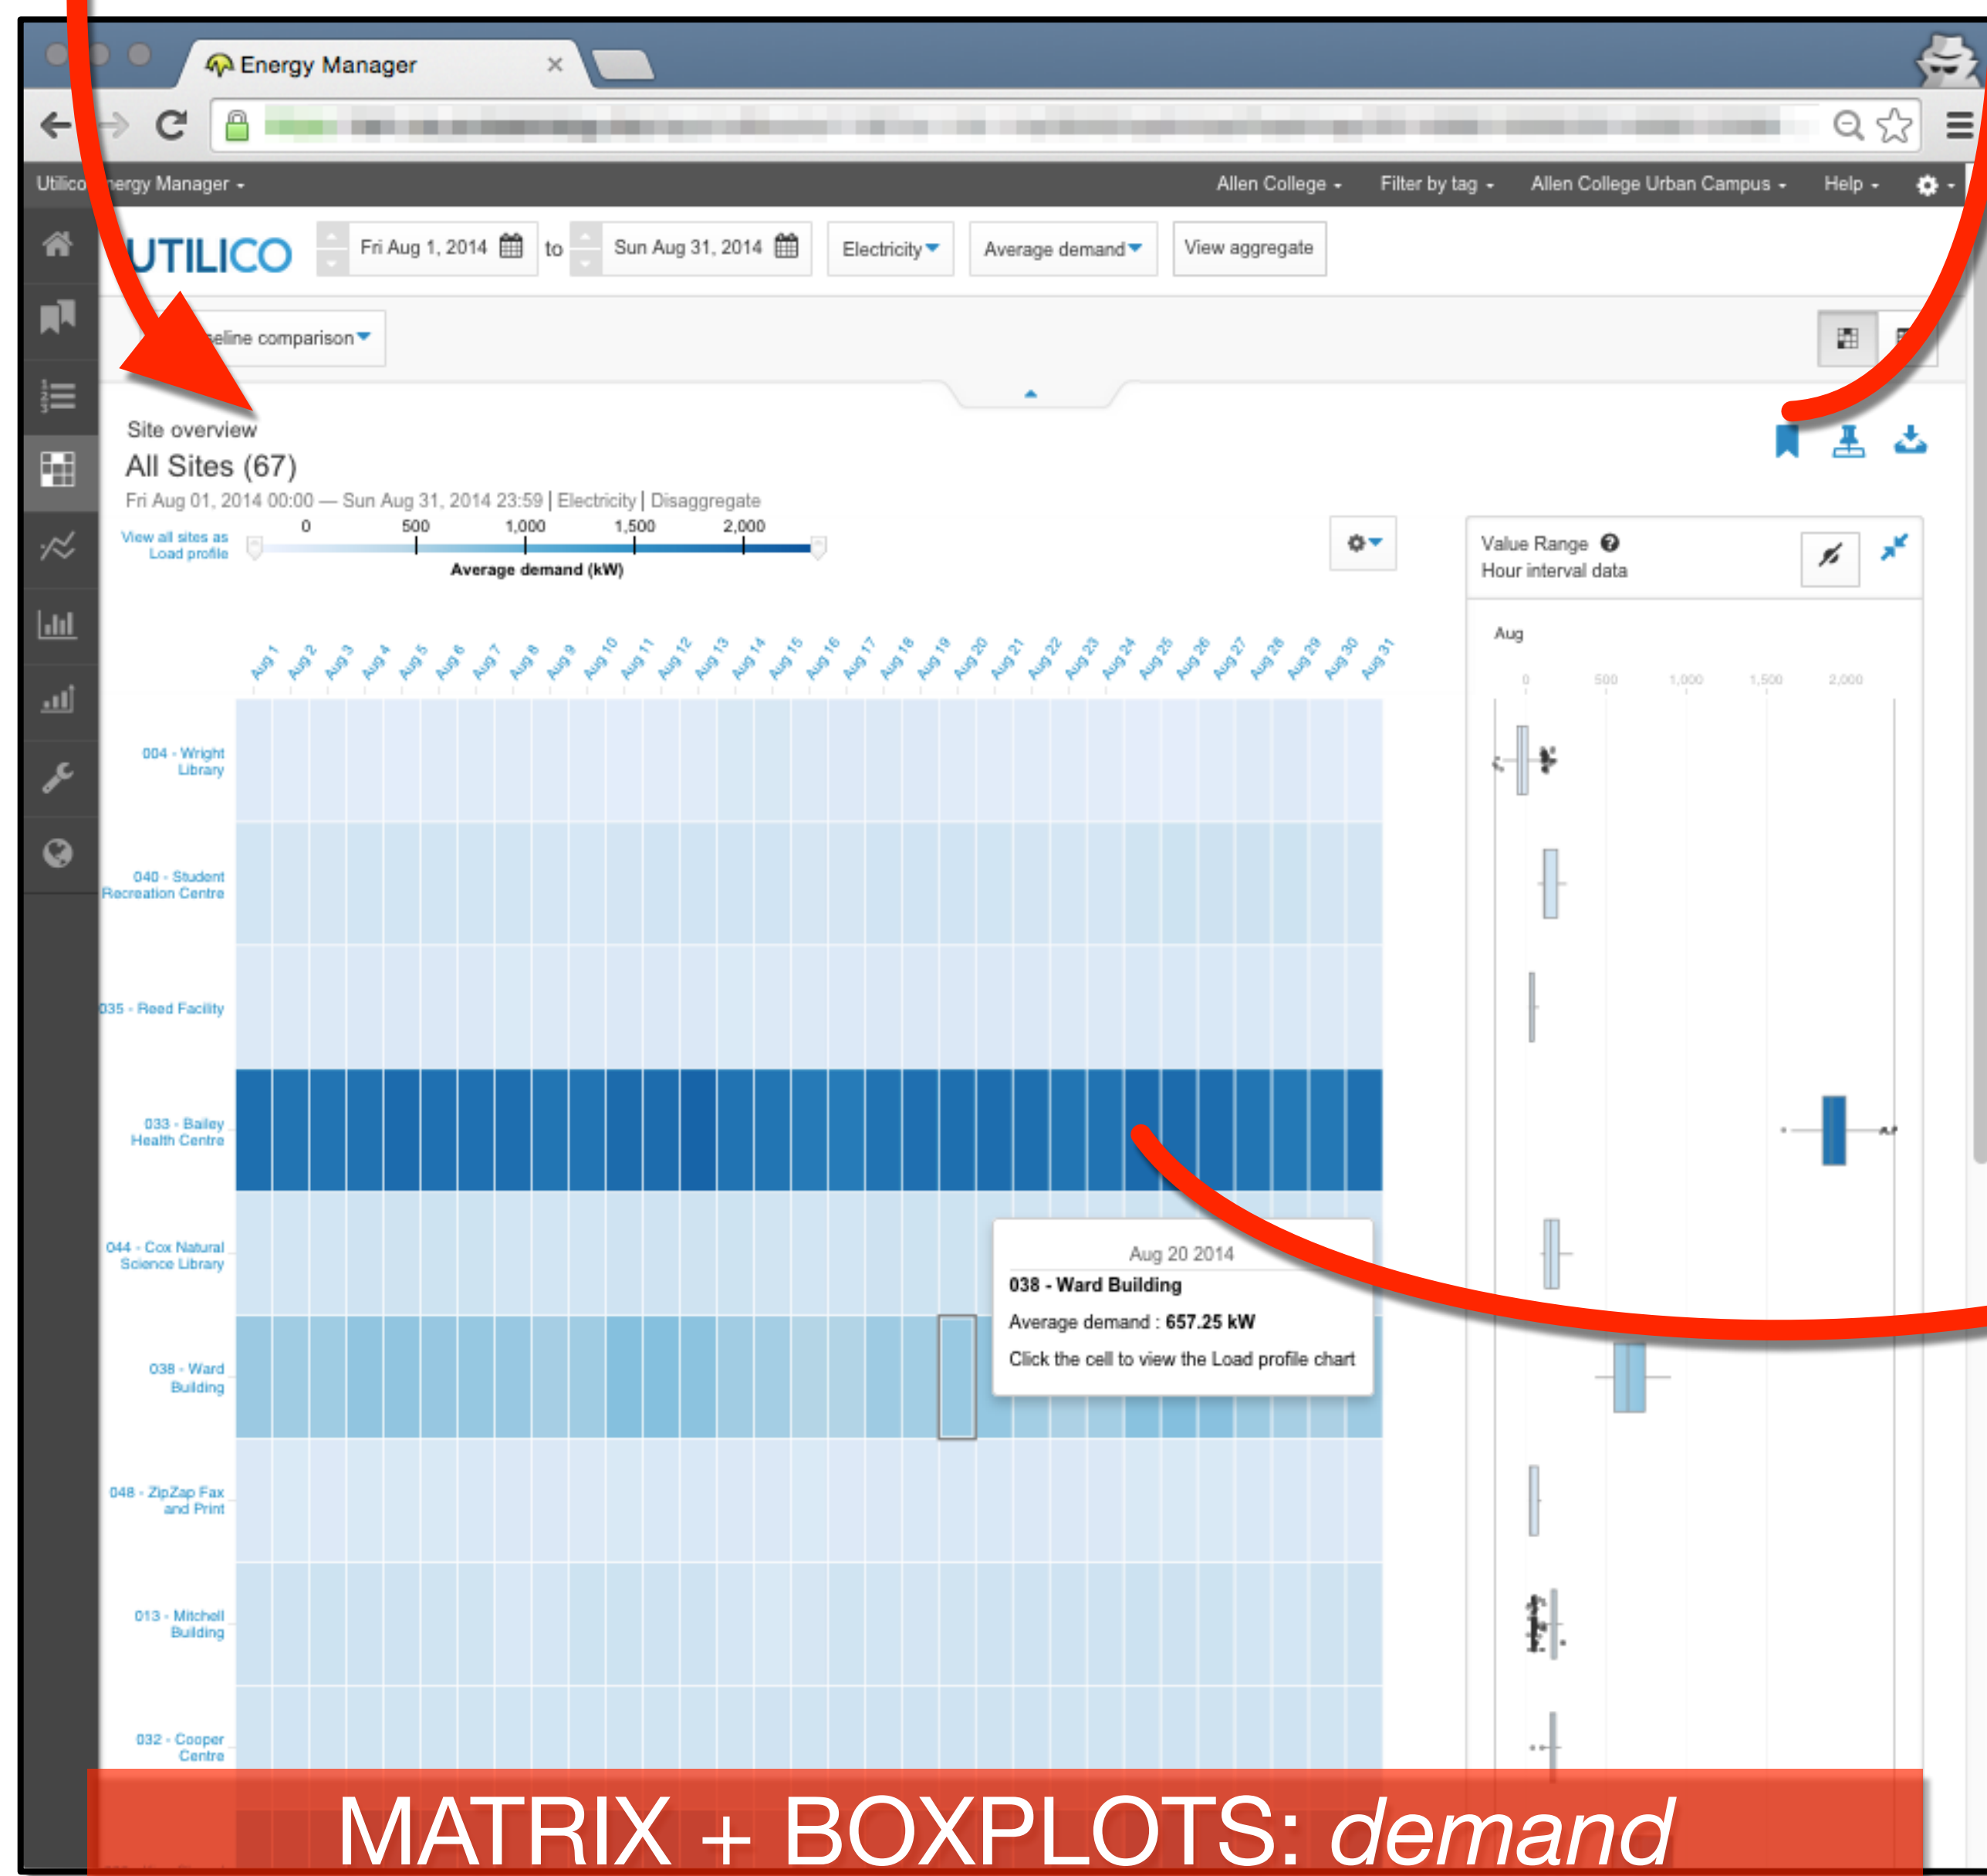 Energy Manager
Utilico Energy Manager
Allen College
Filter by tag
Allen College Urban Campus
Help
UTILICO
Fri Aug 1, 2014
to
Sun Aug 31, 2014
Electricity
Average demand
View aggregate
comparison
Site overview
All Sites (67)
Fri Aug 01, 2014 00:00 — Sun Aug 31, 2014 23:59 | Electricity | Disaggregate
View all sites as
Load profile
0 500 1,000 1,500 2,000
Average demand (kW)
Value Range
Hour interval data
Aug
0 500 1,000 1,500 2,000
Aug 1 Aug 2 Aug 3 Aug 4 Aug 5 Aug 6 Aug 7 Aug 8 Aug 9 Aug 10 Aug 11 Aug 12 Aug 13 Aug 14 Aug 15 Aug 16 Aug 17 Aug 18 Aug 19 Aug 20 Aug 21 Aug 22 Aug 23 Aug 24 Aug 25 Aug 26 Aug 27 Aug 28 Aug 29 Aug 30 Aug 31
004 - Wright
Library
040 - Student
Recreation Centre
035 - Reed Facility
033 - Bailey
Health Centre
044 - Cox Natural
Science Library
Aug 20 2014
038 - Ward Building
Average demand : 657.25 kW
Click the cell to view the Load profile chart
038 - Ward
Building
048 - ZipZap Fax
and Print
013 - Mitchell
Building
032 - Cooper
Centre
MATRIX + BOXPLOTS: demand